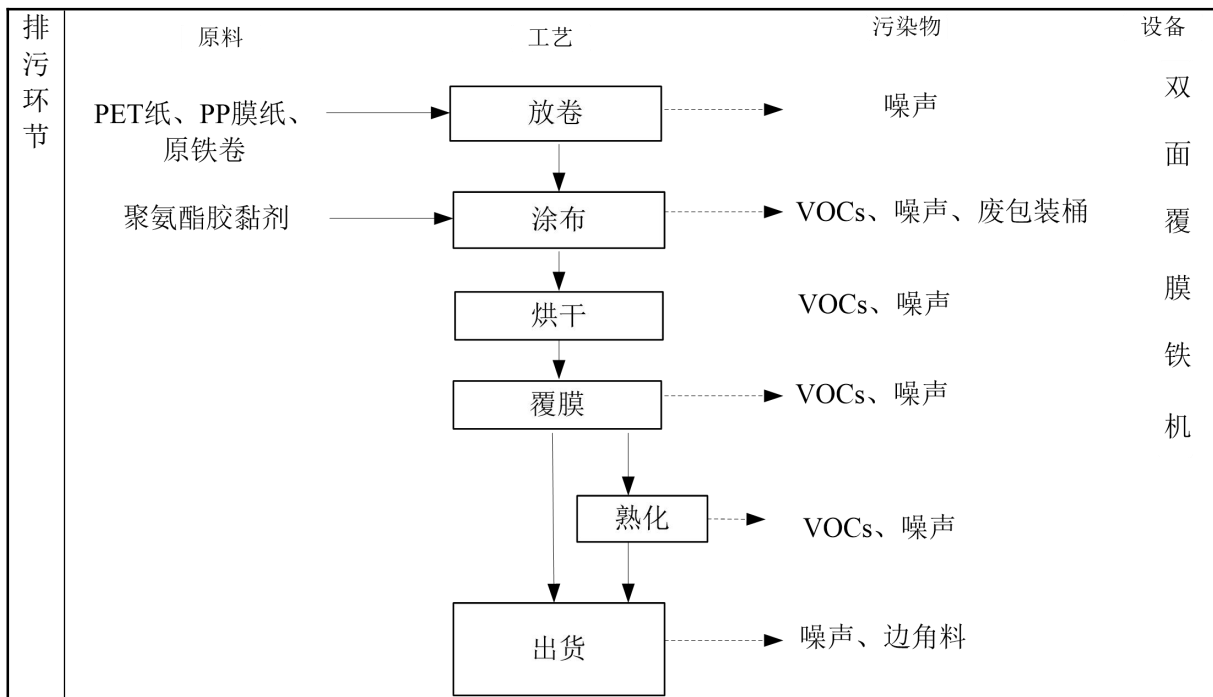 排污环节
原料
工艺
污染物
设备
PET纸、PP膜纸、
原铁卷
放卷
噪声
聚氨酯胶黏剂
涂布
VOCs、噪声、废包装桶
烘干
VOCs、噪声
覆膜
VOCs、噪声
熟化
VOCs、噪声
出货
噪声、边角料
双面覆膜铁机